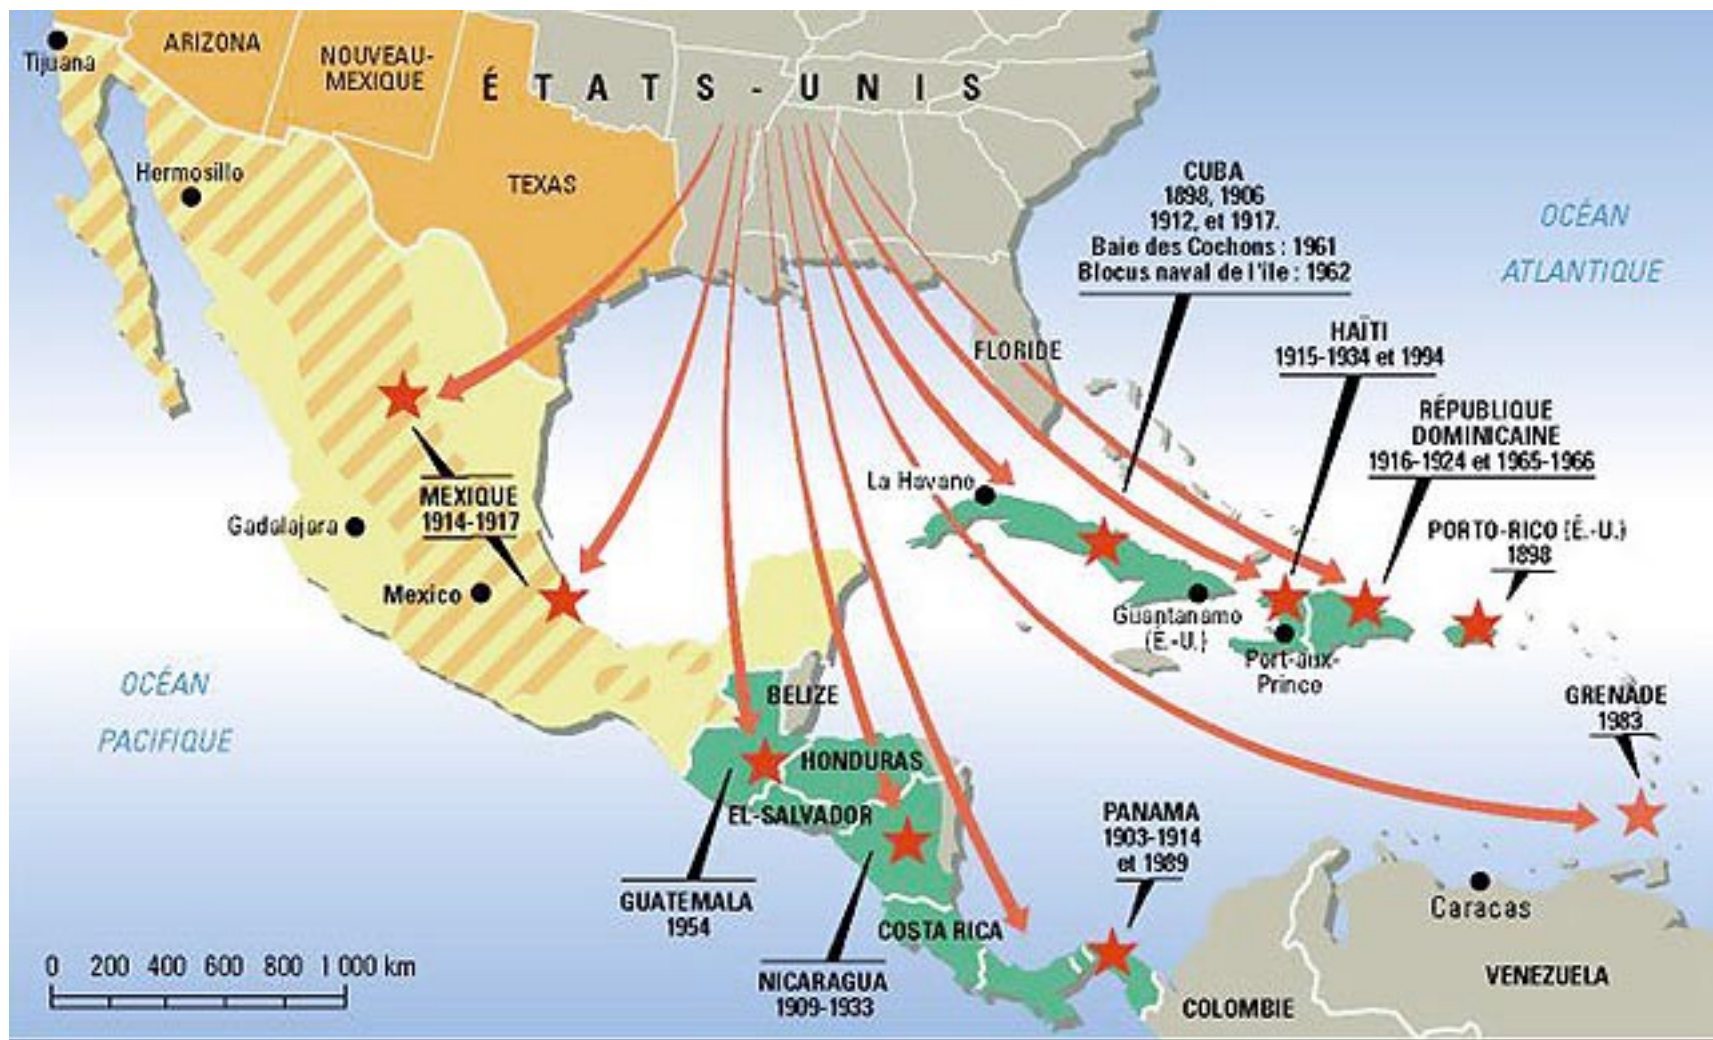 ARIZONA
Tijuana
NOUVEAU-
MEXIQUE
ÉTATS-UNIS
Hermosillo
TEXAS
CUBA
1898, 1906
1912, et 1917.
Baie des Cochons : 1961
Blocus naval de l'île : 1962
OCÉAN
ATLANTIQUE
FLORIDE
HAÏTI
1915-1934 et 1994
RÉPUBLIQUE
DOMINICAINE
1916-1924 et 1965-1966
La Havane
MEXIQUE
1914-1917
Gadalajara
PORTO-RICO (É.-U.)
1898
Mexico
Guantanamo
(É.-U.)
Port-aux-
Prince
OCÉAN
PACIFIQUE
BELIZE
GRENADE
1983
HONDURAS
EL-SALVADOR
PANAMA
1903-1914
et 1989
GUATEMALA
1954
COSTA RICA
Caracas
NICARAGUA
1909-1933
VENEZUELA
COLOMBIE
0 200 400 600 800 1 000 km